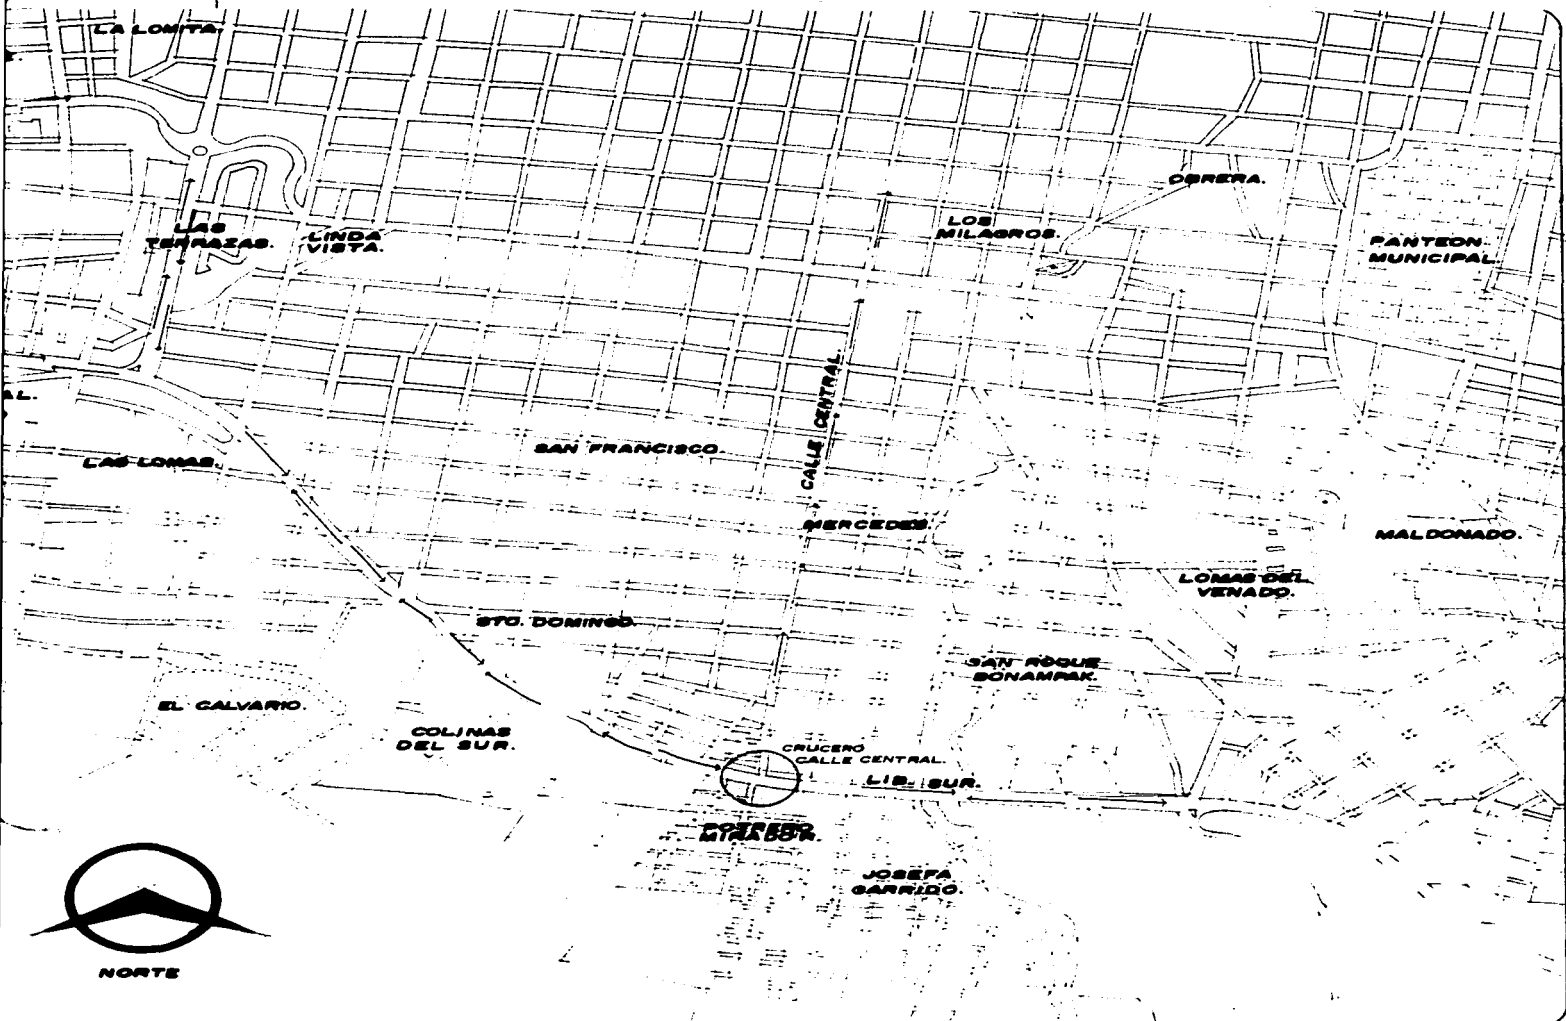 LA LOMITA.
OBRERA.
LAS
TERRAZAS.
LINDA
VISTA.
LOS
MILAGROS.
PANTEON
MUNICIPAL.
AL.
CALLE CENTRAL.
SAN FRANCISCO.
LAS LOMAS.
MERCEDES.
MALDONADO.
LOMAS DEL
VENADO.
STO. DOMINGO.
SAN ROQUE
BONAMPAK.
EL CALVARIO.
COLINAS
DEL SUR.
CRUCERO
CALLE CENTRAL.
LIB. SUR.
POTRERO
MIRADOR.
JOSEFA
GARRIDO.
NORTE